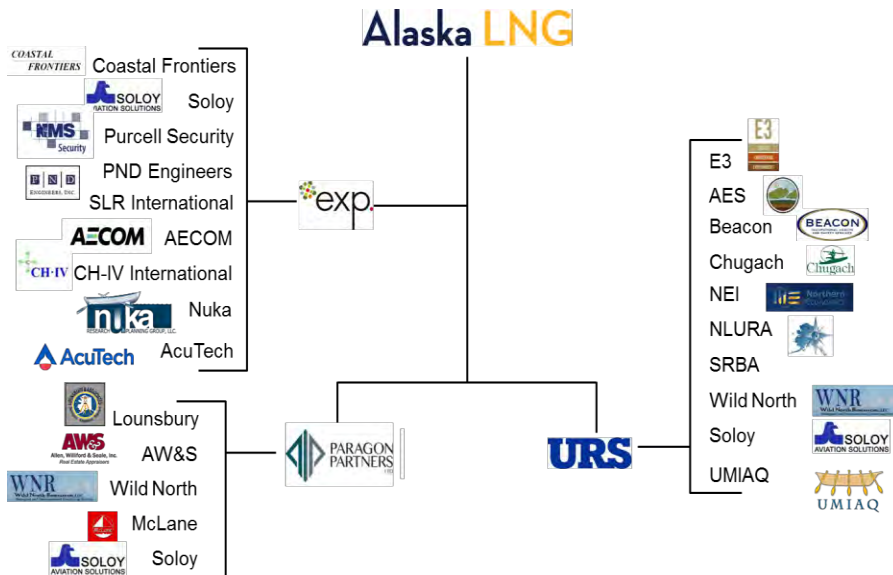 Alaska LNG
COASTAL
FRONTIERS
Coastal Frontiers
SOLOY
AVIATION SOLUTIONS
Soloy
NMS
Security
Purcell Security
PND Engineers
P N D
ENGINEERS, INC.
SLR International
AECOM
AECOM
CH·IV
CH-IV International
nuka
RESEARCH & PLANNING GROUP, LLC.
Nuka
AcuTech
AcuTech
exp.
E3
E3
AES
Beacon
BEACON
Chugach
Chugach
NEI
Northern
NLURA
SRBA
Wild North
WNR
Wild North Resources, LLC
Soloy
SOLOY
AVIATION SOLUTIONS
UMIAQ
UMIAQ
URS
PARAGON
PARTNERS
LTD
Lounsbury
AW&S
Allen, Williford & Seale, Inc.
Real Estate Appraisers
AW&S
WNR
Wild North Resources, LLC
Wild North
McLane
SOLOY
AVIATION SOLUTIONS
Soloy